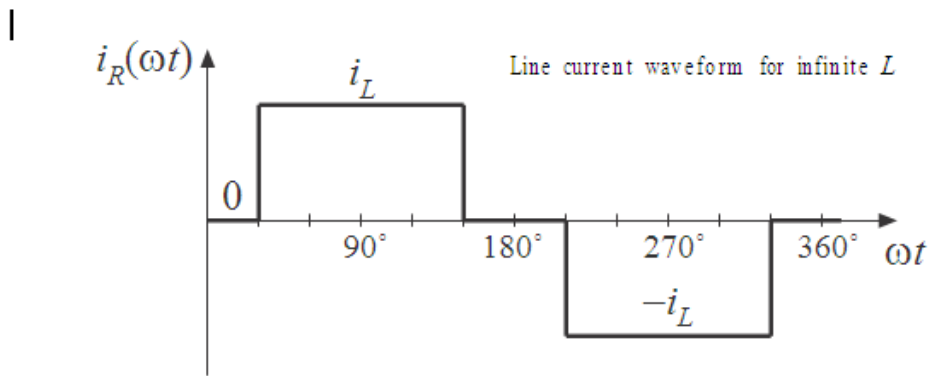 i_R(ωt)
Line current waveform for infinite L
i_L
0
90° 180° 270° 360° ωt
−i_L